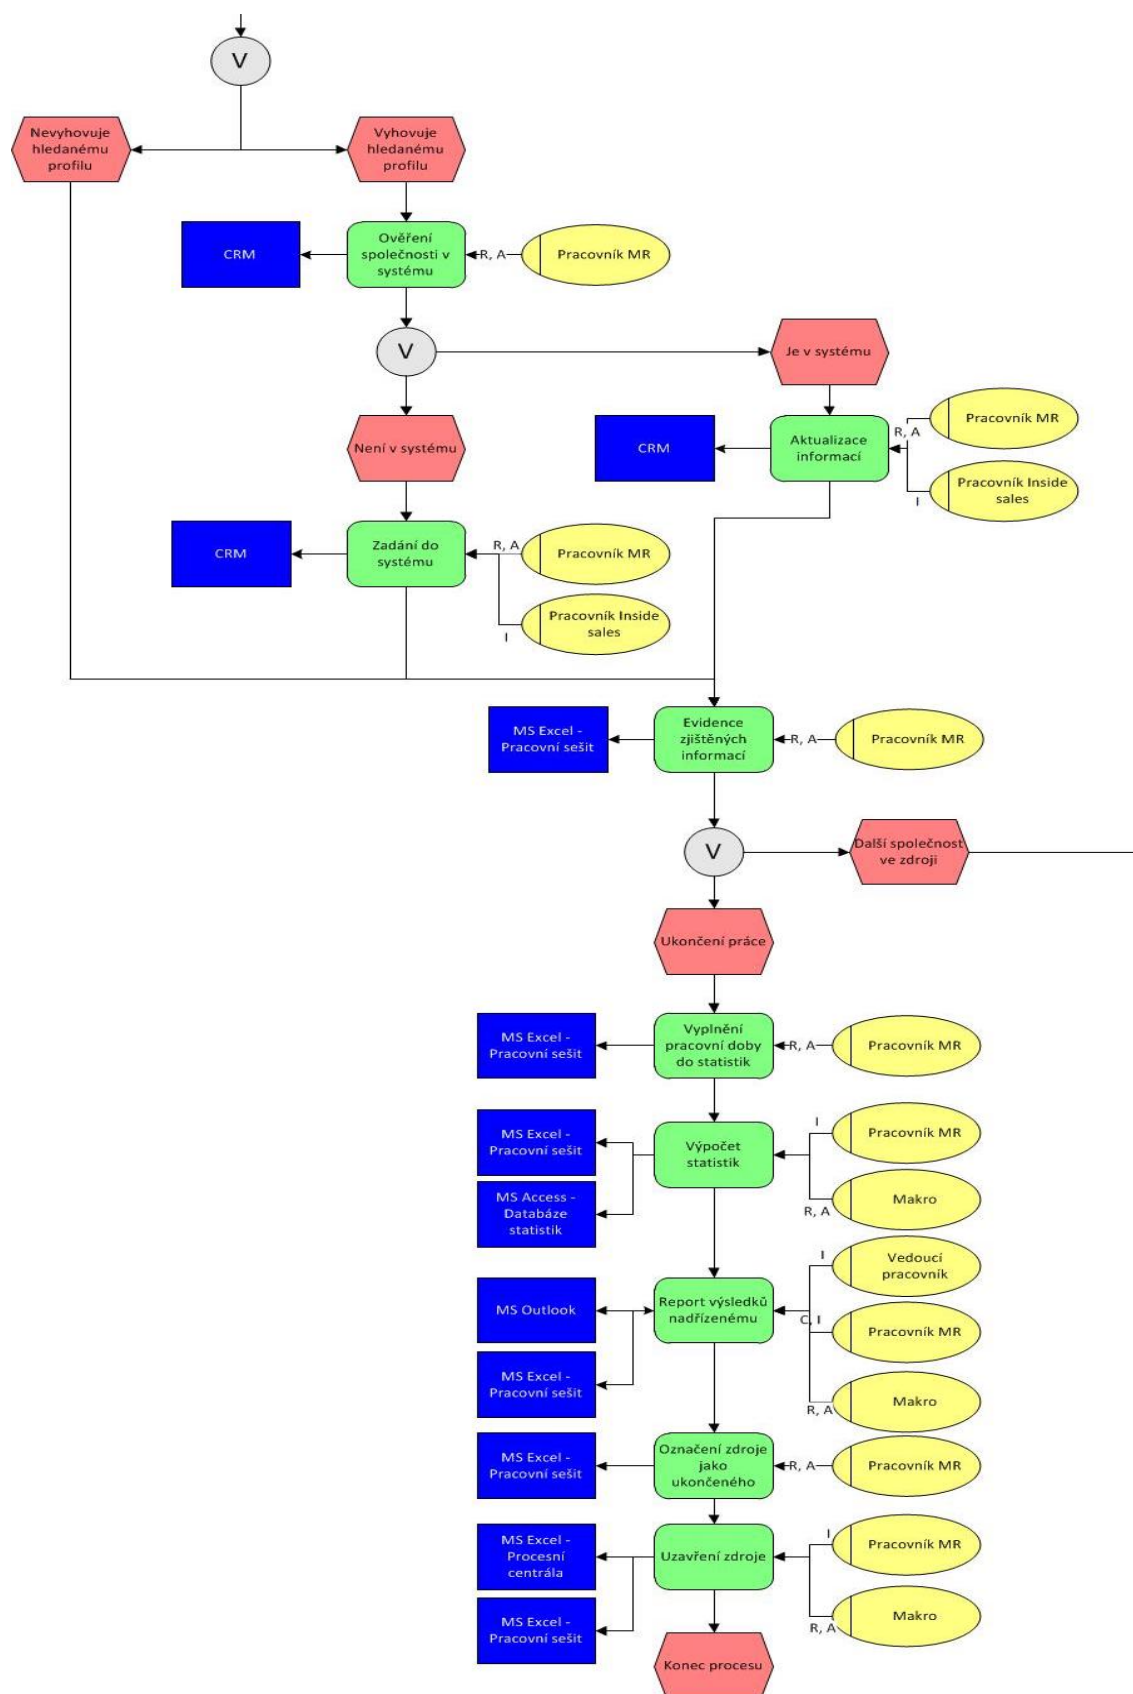 V
Nevyhovuje
hledanému
profilu
Vyhovuje
hledanému
profilu
CRM
Ověření
společnosti v
systému
R, A
Pracovník MR
V
Je v systému
Není v systému
CRM
Aktualizace
informací
R, A
Pracovník MR
I
Pracovník Inside
sales
CRM
Zadání do
systému
R, A
Pracovník MR
I
Pracovník Inside
sales
MS Excel -
Pracovní sešit
Evidence
zjištěných
informací
R, A
Pracovník MR
V
Další společnost
ve zdroji
Ukončení práce
MS Excel -
Pracovní sešit
Vyplnění
pracovní doby
do statistik
R, A
Pracovník MR
MS Excel -
Pracovní sešit
MS Access -
Databáze
statistik
Výpočet
statistik
I
Pracovník MR
R, A
Makro
MS Outlook
MS Excel -
Pracovní sešit
Report výsledků
nadřízenému
I
Vedoucí
pracovník
C, I
Pracovník MR
R, A
Makro
MS Excel -
Pracovní sešit
Označení zdroje
jako
ukončeného
R, A
Pracovník MR
MS Excel -
Procesní
centrála
MS Excel -
Pracovní sešit
Uzavření zdroje
I
Pracovník MR
R, A
Makro
Konec procesu